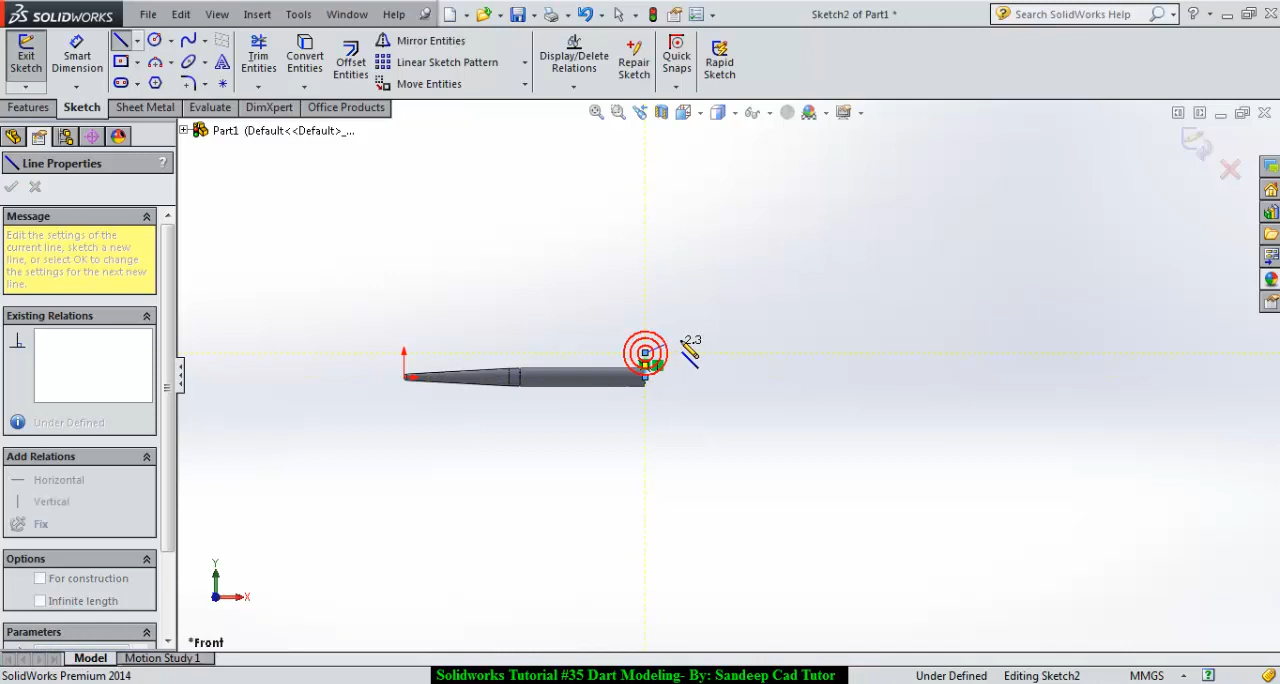 SOLIDWORKS File Edit View Insert Tools Window Help Sketch2 of Part1 * Search SolidWorks Help
Exit Sketch
Smart Dimension
Trim Entities
Convert Entities
Offset Entities
Mirror Entities
Linear Sketch Pattern
Move Entities
Display/Delete Relations
Repair Sketch
Quick Snaps
Rapid Sketch
Features Sketch Sheet Metal Evaluate DimXpert Office Products
Part1 (Default<<Default>_...
Line Properties ?
Message
Edit the settings of the
current line, sketch a new
line, or select OK to change
the settings for the next new
line.
Existing Relations
Under Defined
Add Relations
Horizontal
Vertical
Fix
Options
For construction
Infinite length
Parameters
2.3
Y
X
*Front
Model Motion Study 1
SolidWorks Premium 2014 Solidworks Tutorial #35 Dart Modeling- By: Sandeep Cad Tutor Under Defined Editing Sketch2 MMGS